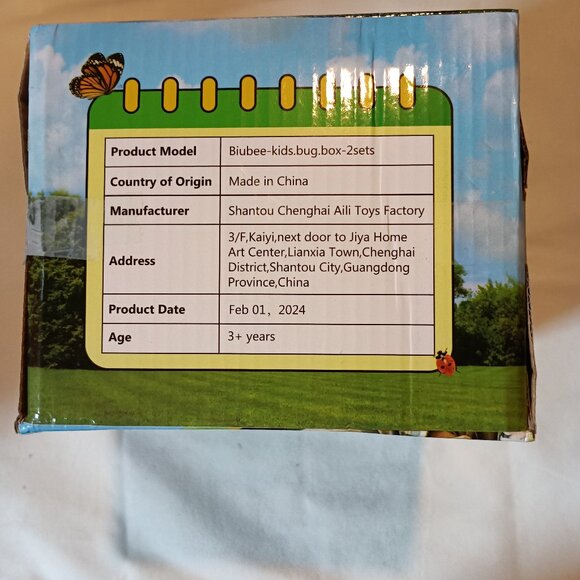 Product Model Biubee-kids.bug.box-2sets
Country of Origin Made in China
Manufacturer Shantou Chenghai Aili Toys Factory
Address 3/F,Kaiyi,next door to Jiya Home
Art Center,Lianxia Town,Chenghai
District,Shantou City,Guangdong
Province,China
Product Date Feb 01, 2024
Age 3+ years